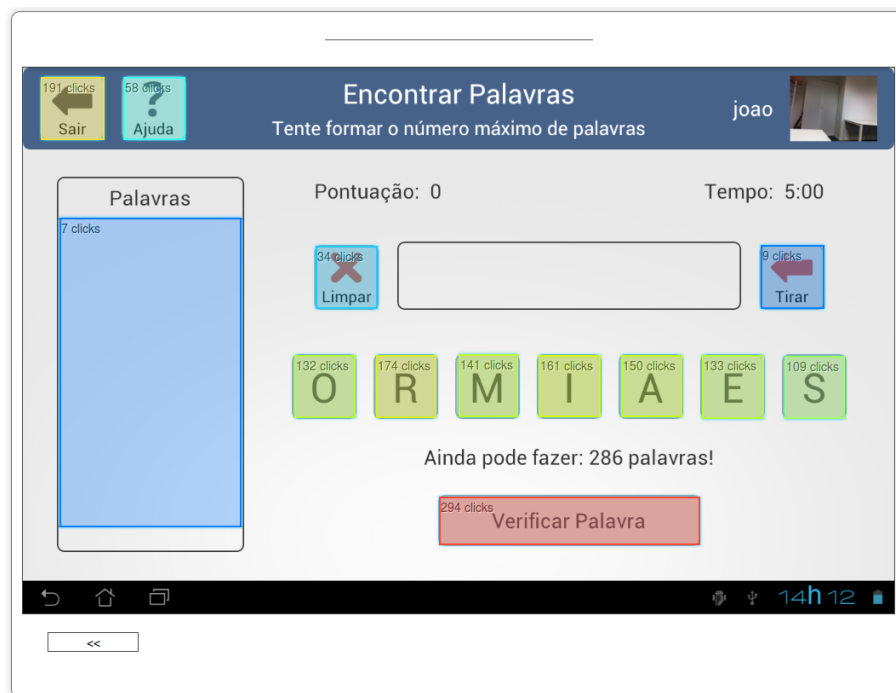 191 clicks
Sair
58 clicks
?
Ajuda
Encontrar Palavras
Tente formar o número máximo de palavras
joao
Palavras
7 clicks
Pontuação: 0
Tempo: 5:00
34 clicks
Limpar
9 clicks
Tirar
132 clicks
O
174 clicks
R
141 clicks
M
161 clicks
I
150 clicks
A
133 clicks
E
109 clicks
S
Ainda pode fazer: 286 palavras!
294 clicks
Verificar Palavra
14h12
<<